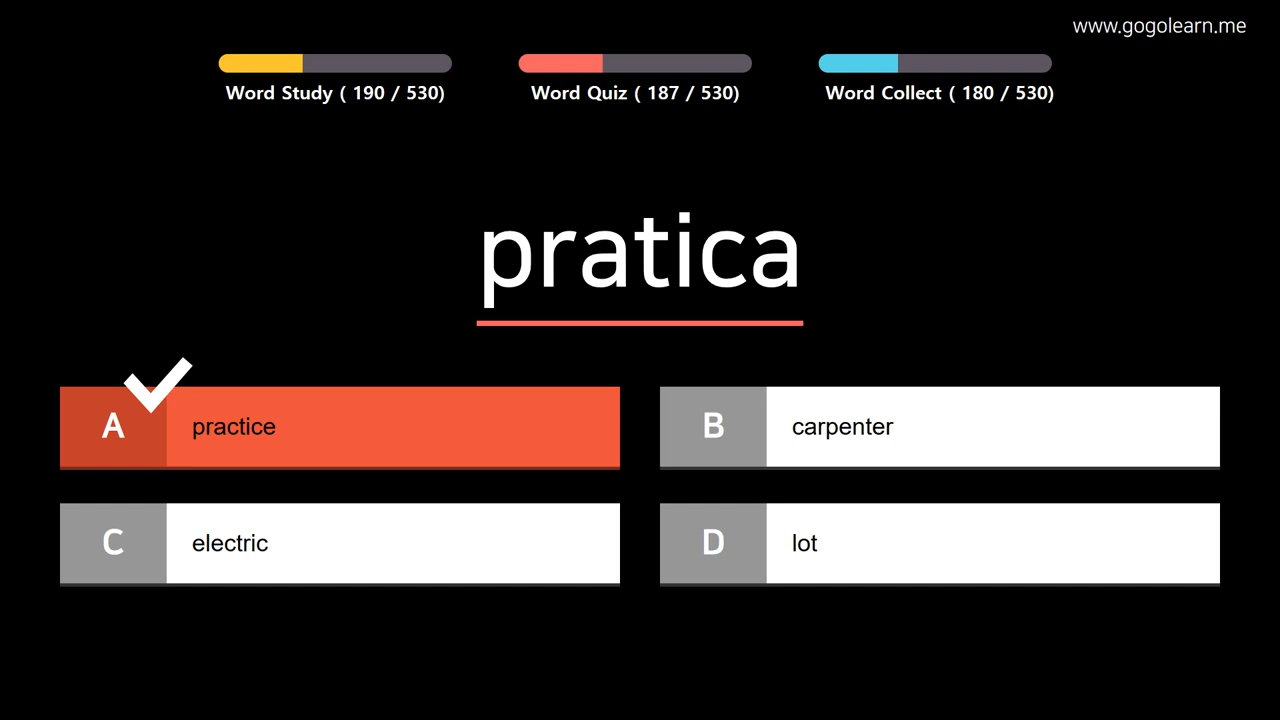 www.gogolearn.me
Word Study ( 190 / 530)
Word Quiz ( 187 / 530)
Word Collect ( 180 / 530)
pratica
A practice
B carpenter
C electric
D lot